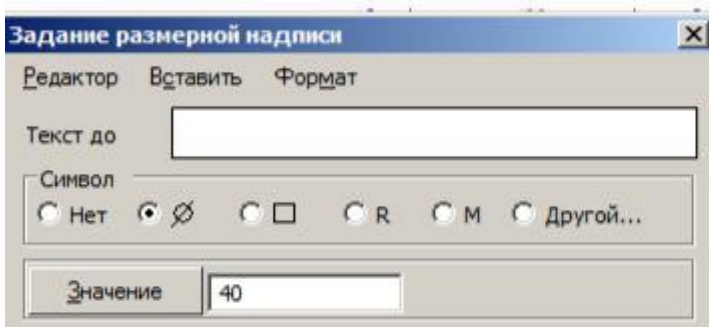 Задание размерной надписи
Редактор Вставить Формат
Текст до
Символ
Нет Ø □ R М Другой...
Значение 40